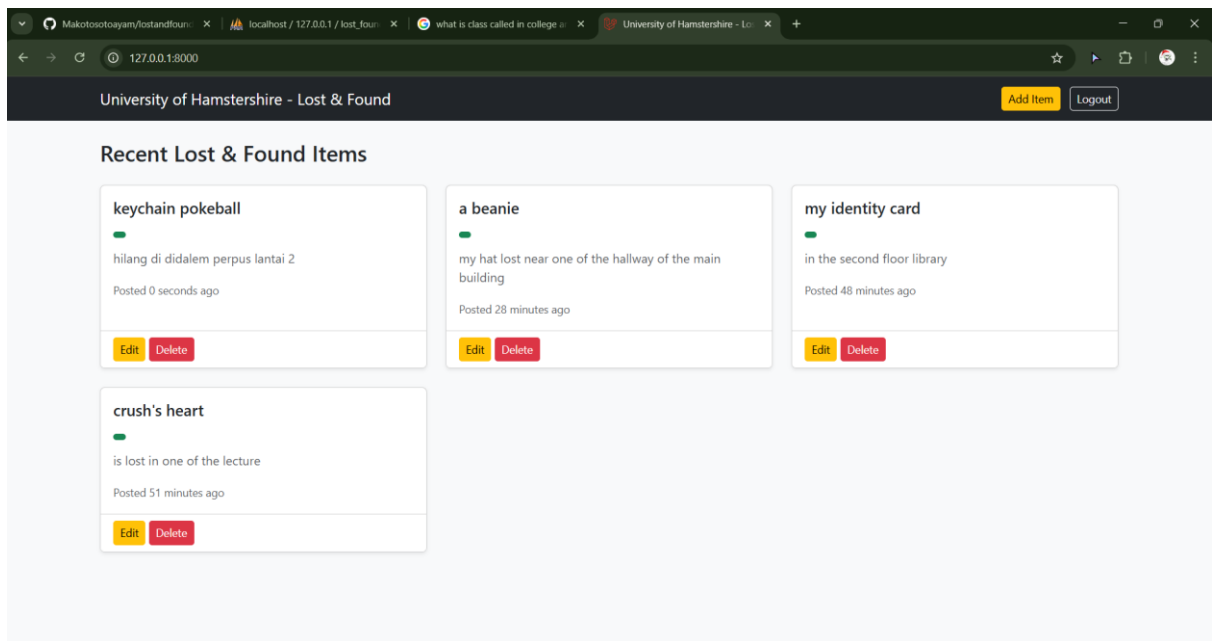 Makotosotoayam/lostandfound
localhost / 127.0.0.1 / lost_foun
what is class called in college a
University of Hamstershire - Lo
127.0.0.1:8000
University of Hamstershire - Lost & Found
Add Item
Logout
Recent Lost & Found Items
keychain pokeball
hilang di didalem perpus lantai 2
Posted 0 seconds ago
Edit
Delete
a beanie
my hat lost near one of the hallway of the main
building
Posted 28 minutes ago
Edit
Delete
my identity card
in the second floor library
Posted 48 minutes ago
Edit
Delete
crush's heart
is lost in one of the lecture
Posted 51 minutes ago
Edit
Delete